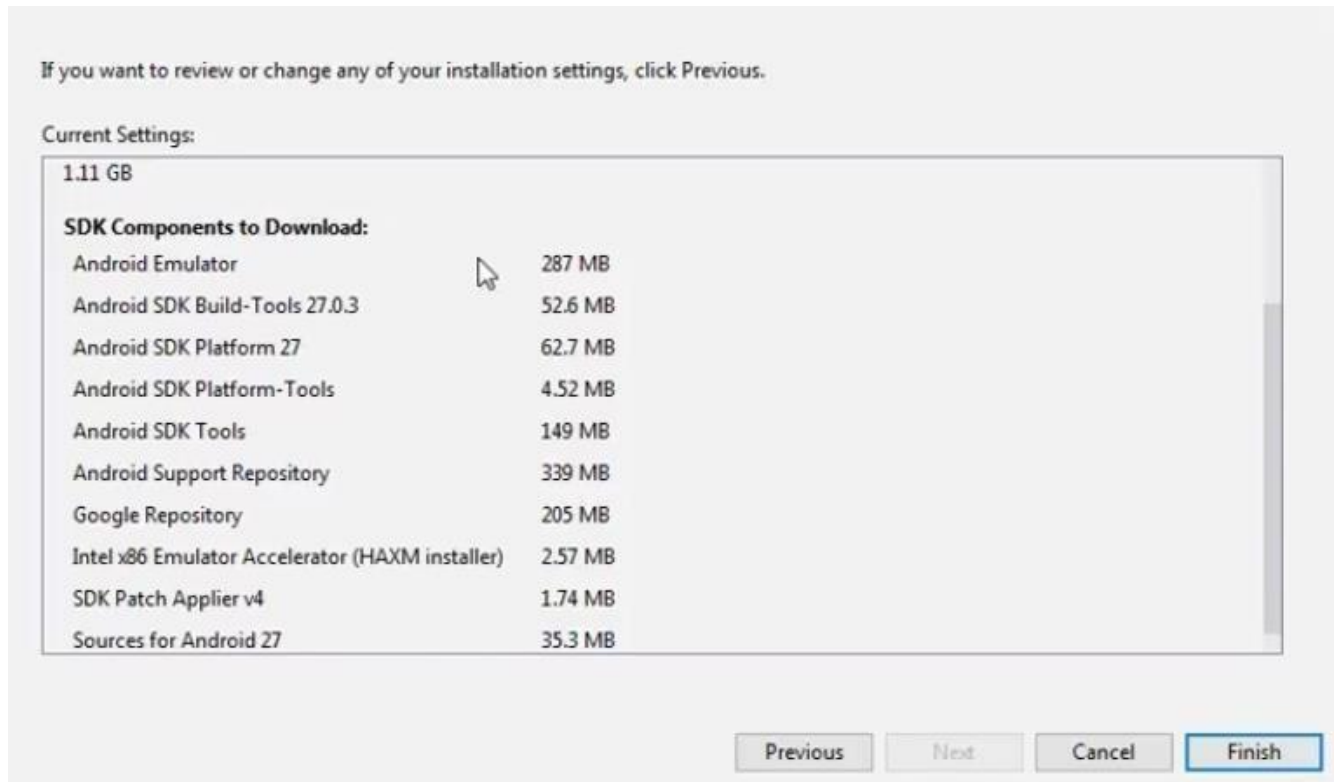 If you want to review or change any of your installation settings, click Previous.
Current Settings:
1.11 GB
SDK Components to Download:
Android Emulator 287 MB
Android SDK Build-Tools 27.0.3 52.6 MB
Android SDK Platform 27 62.7 MB
Android SDK Platform-Tools 4.52 MB
Android SDK Tools 149 MB
Android Support Repository 339 MB
Google Repository 205 MB
Intel x86 Emulator Accelerator (HAXM installer) 2.57 MB
SDK Patch Applier v4 1.74 MB
Sources for Android 27 35.3 MB
Previous Next Cancel Finish